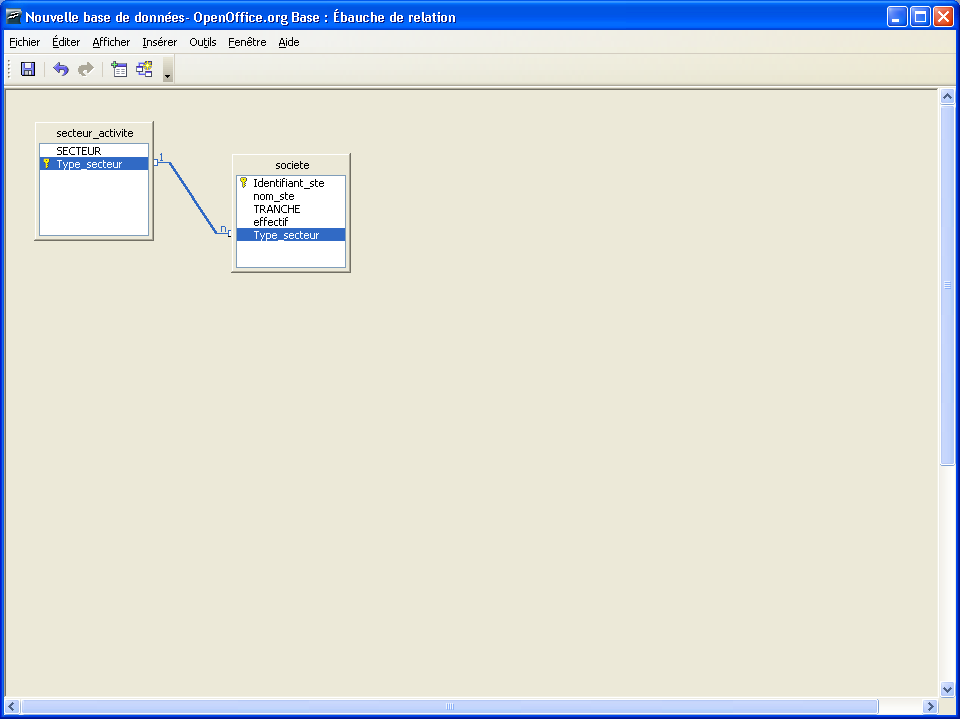 Nouvelle base de données- OpenOffice.org Base : Ébauche de relation
Fichier Éditer Afficher Insérer Outils Fenêtre Aide
secteur_activite
SECTEUR
Type_secteur
1
n
societe
Identifiant_ste
nom_ste
TRANCHE
effectif
Type_secteur